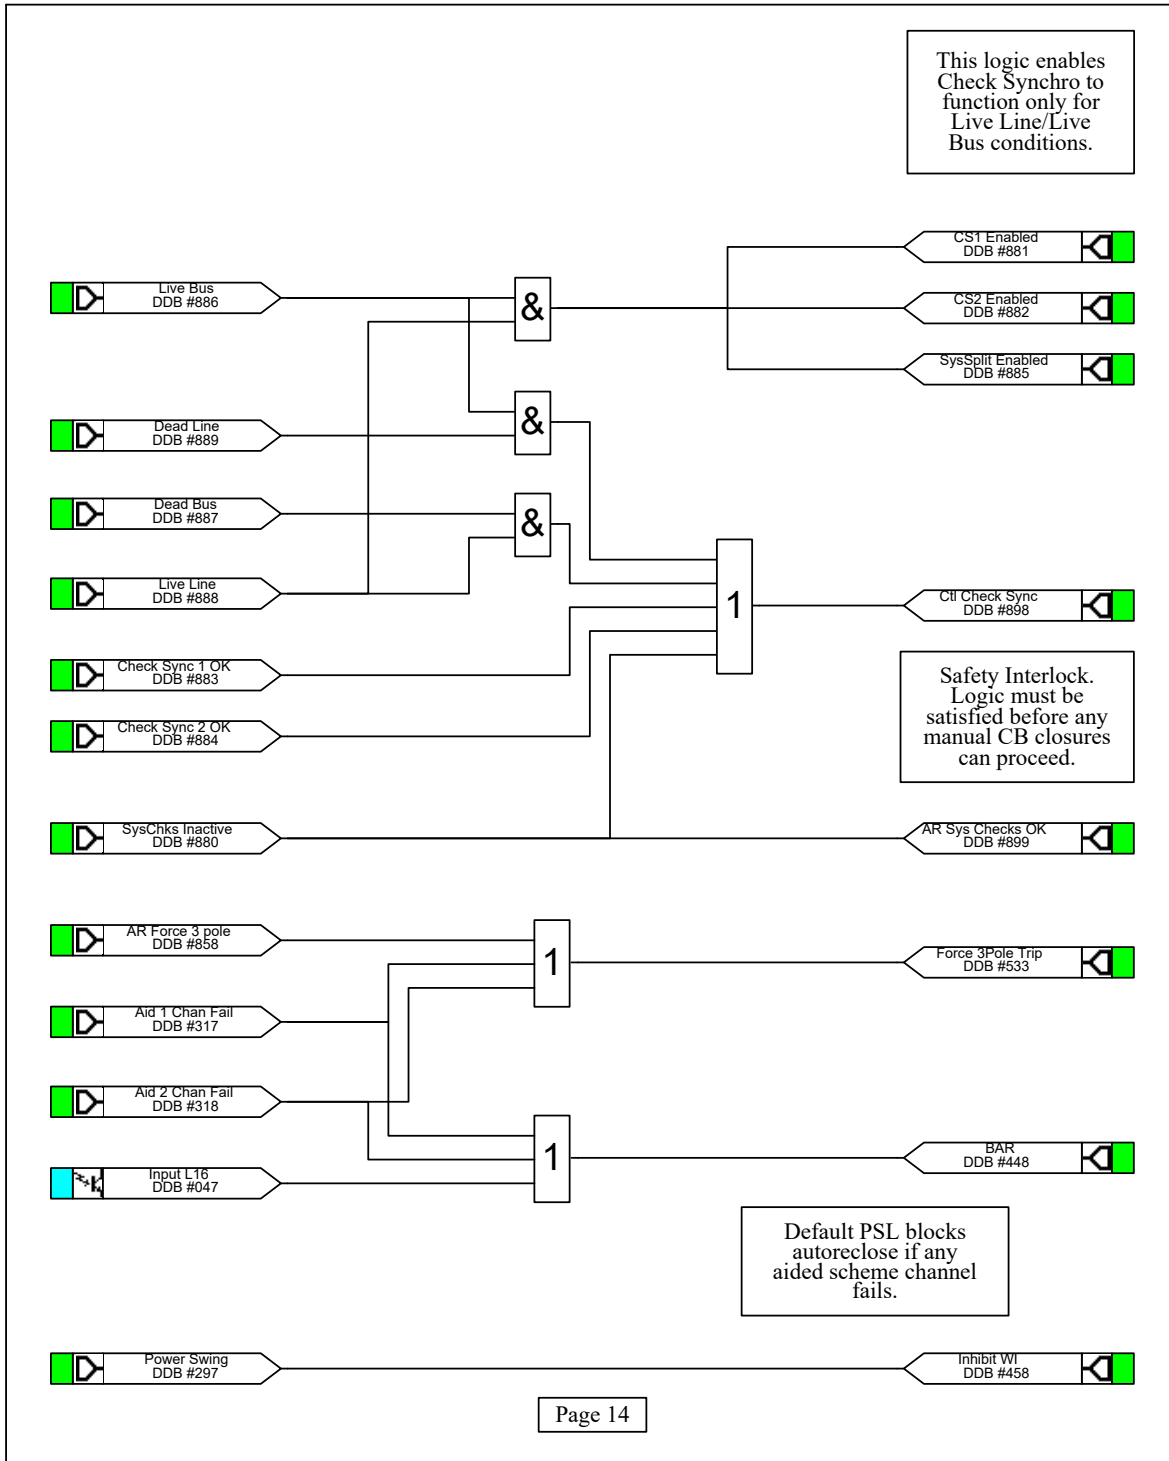 This logic enables
Check Synchro to
function only for
Live Line/Live
Bus conditions.
CS1 Enabled
DDB #881
Live Bus
DDB #886
&
CS2 Enabled
DDB #882
SysSplit Enabled
DDB #885
Dead Line
DDB #889
&
Dead Bus
DDB #887
&
Live Line
DDB #888
1
Ctl Check Sync
DDB #898
Check Sync 1 OK
DDB #883
Check Sync 2 OK
DDB #884
Safety Interlock.
Logic must be
satisfied before any
manual CB closures
can proceed.
SysChks Inactive
DDB #880
AR Sys Checks OK
DDB #899
AR Force 3 pole
DDB #858
1
Force 3Pole Trip
DDB #533
Aid 1 Chan Fail
DDB #317
Aid 2 Chan Fail
DDB #318
1
BAR
DDB #448
Input L16
DDB #047
Default PSL blocks
autoreclose if any
aided scheme channel
fails.
Power Swing
DDB #297
Inhibit WI
DDB #458
Page 14